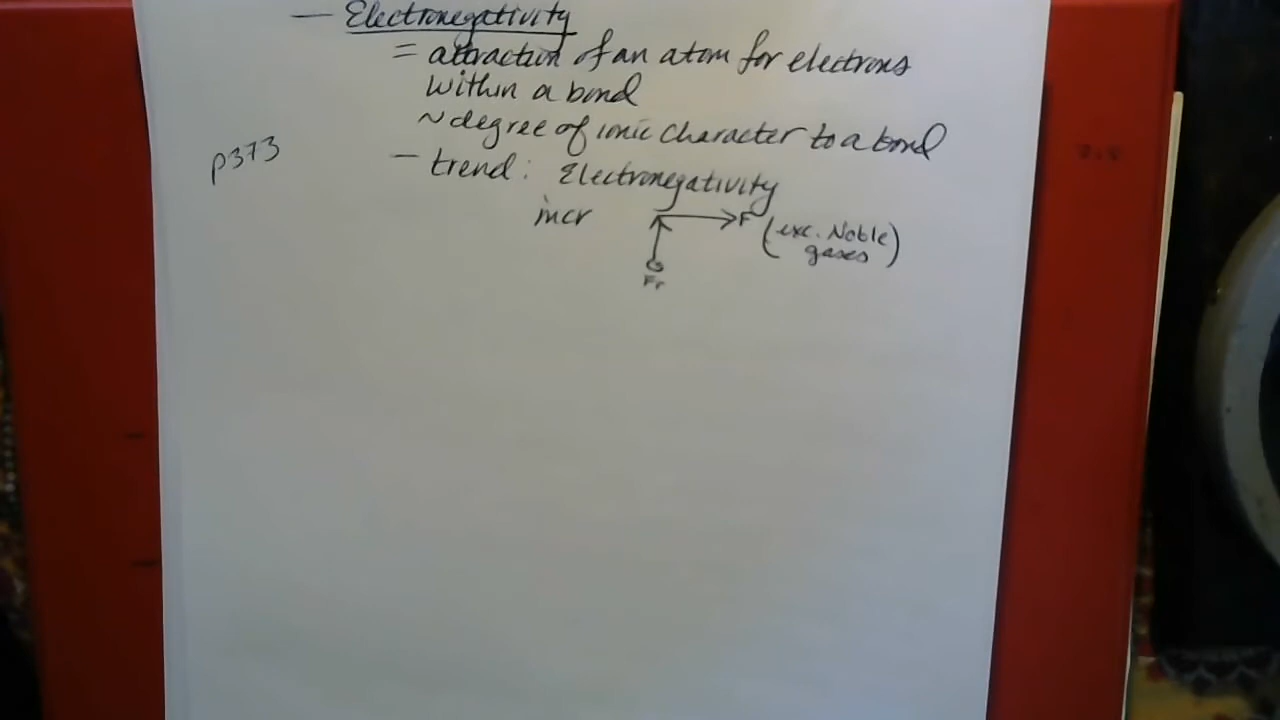 — Electronegativity
= attraction of an atom for electrons
within a bond
~ degree of ionic character to a bond
p373
— trend: Electronegativity
incr
F (exc. Noble
gases)
Fr